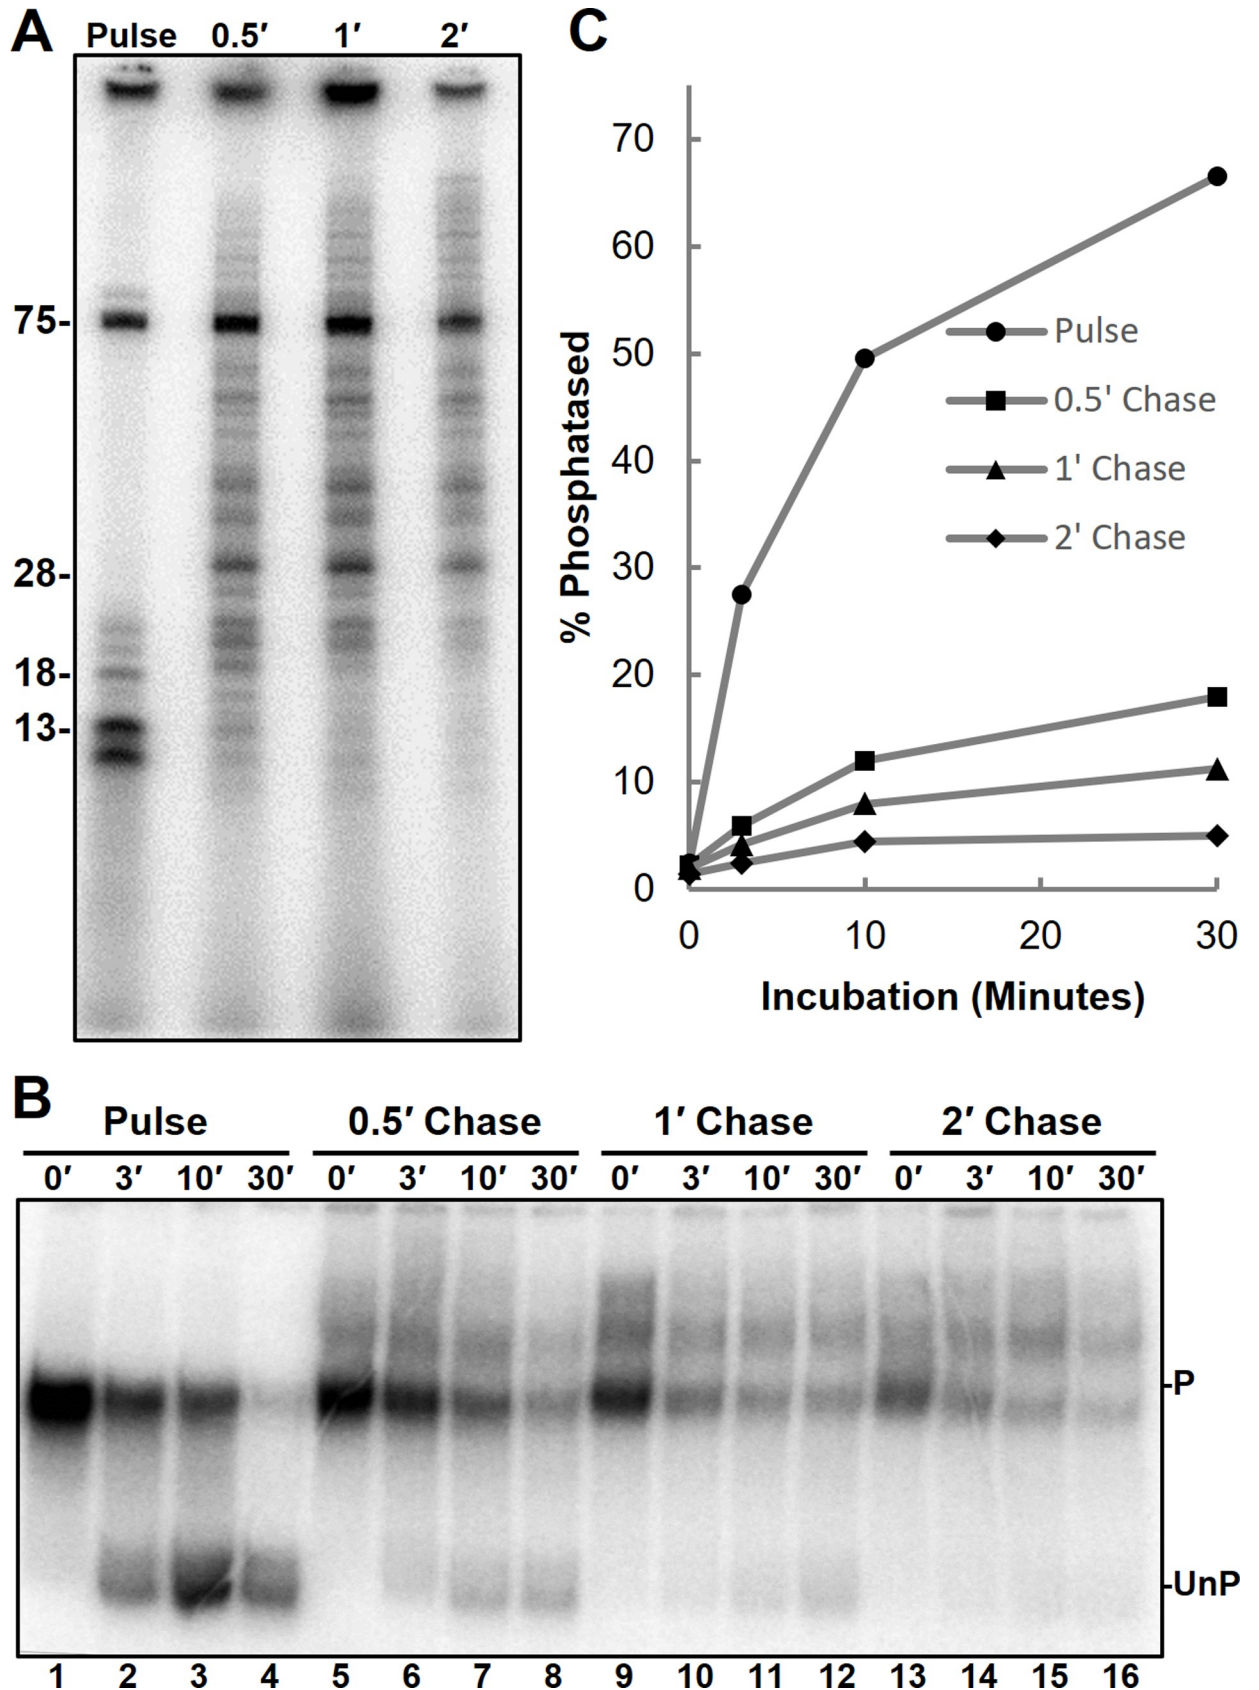 A
Pulse 0.5′ 1′ 2′
75-
28-
18-
13-
C
70
60
50
40
30
20
10
0
% Phosphatased
Pulse
0.5' Chase
1' Chase
2' Chase
0 10 20 30
Incubation (Minutes)
B
Pulse 0.5′ Chase 1′ Chase 2′ Chase
0′ 3′ 10′ 30′ 0′ 3′ 10′ 30′ 0′ 3′ 10′ 30′ 0′ 3′ 10′ 30′
-P
-UnP
1 2 3 4 5 6 7 8 9 10 11 12 13 14 15 16